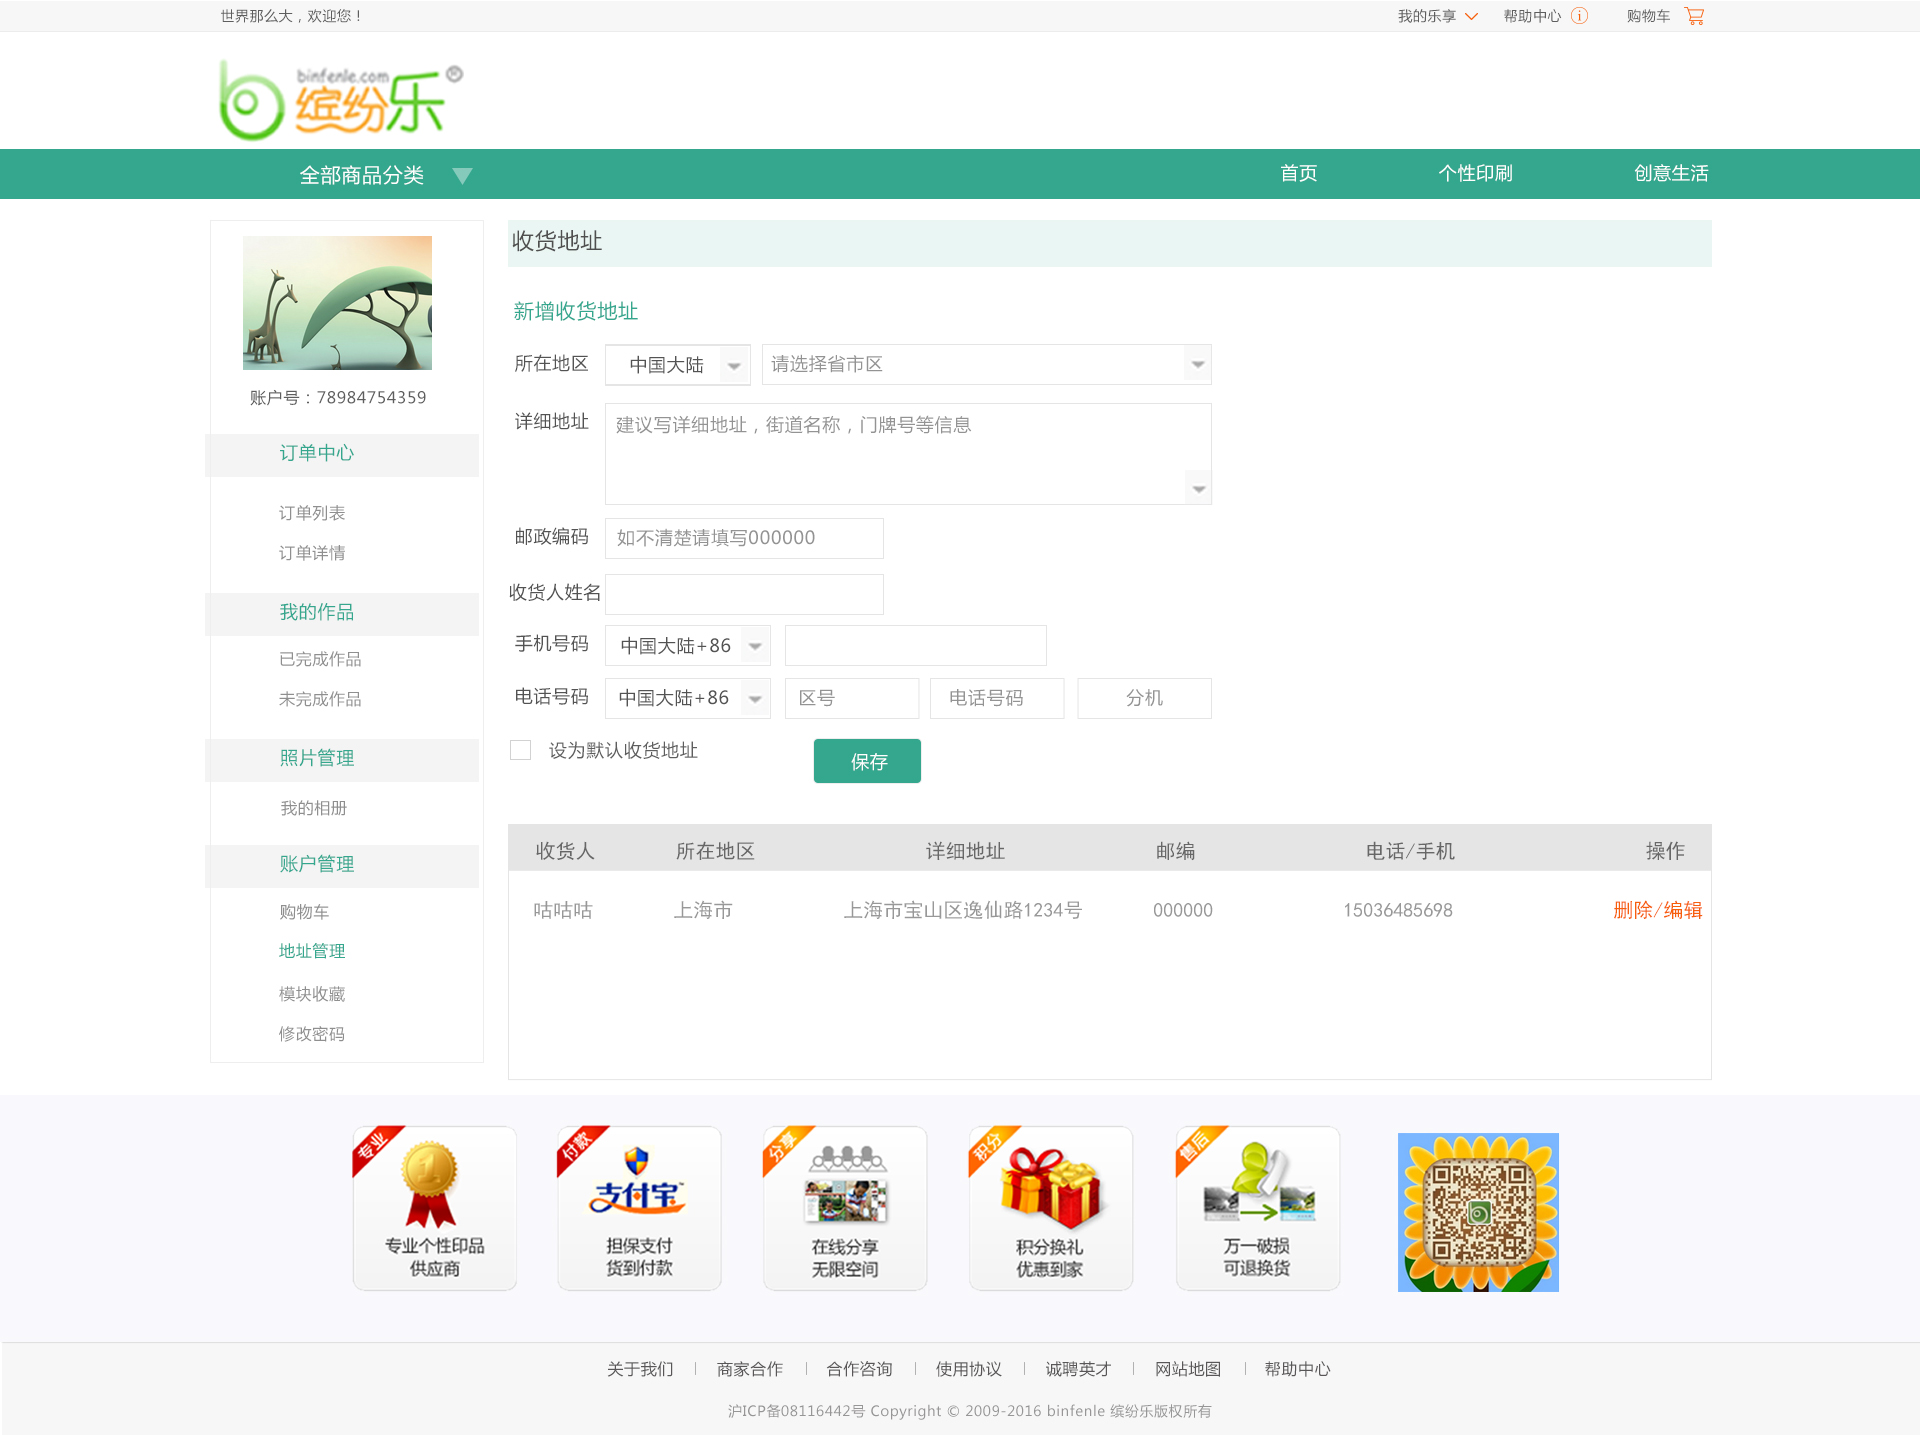 世界那么大，欢迎您！
我的乐享
帮助中心
购物车
binfenle.com
缤纷乐®
全部商品分类
首页
个性印刷
创意生活
账户号：78984754359
订单中心
订单列表
订单详情
我的作品
已完成作品
未完成作品
照片管理
我的相册
账户管理
购物车
地址管理
模块收藏
修改密码
收货地址
新增收货地址
所在地区 中国大陆 请选择省市区
详细地址 建议写详细地址，街道名称，门牌号等信息
邮政编码 如不清楚请填写000000
收货人姓名
手机号码 中国大陆+86
电话号码 中国大陆+86 区号 电话号码 分机
设为默认收货地址 保存
收货人 所在地区 详细地址 邮编 电话/手机 操作
咕咕咕 上海市 上海市宝山区逸仙路1234号 000000 15036485698 删除/编辑
专业
1
专业个性印品
供应商
付款
支付宝
担保支付
货到付款
分享
在线分享
无限空间
积分
积分换礼
优惠到家
售后
万一破损
可退换货
关于我们 商家合作 合作咨询 使用协议 诚聘英才 网站地图 帮助中心
沪ICP备08116442号 Copyright © 2009-2016 binfenle 缤纷乐版权所有